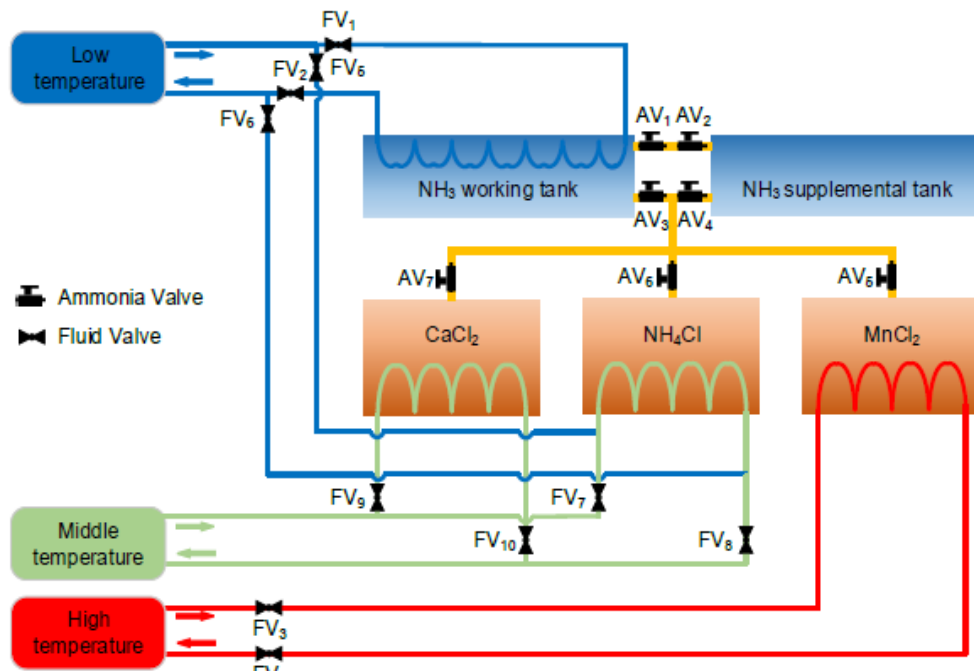 FV₁
Low
temperature
FV₂
FV₅
FV₆
AV₁
AV₂
NH₃ working tank
NH₃ supplemental tank
AV₃
AV₄
AV₇
AV₆
AV₅
Ammonia Valve
Fluid Valve
CaCl₂
NH₄Cl
MnCl₂
FV₉
FV₇
Middle
temperature
FV₁₀
FV₈
High
temperature
FV₃